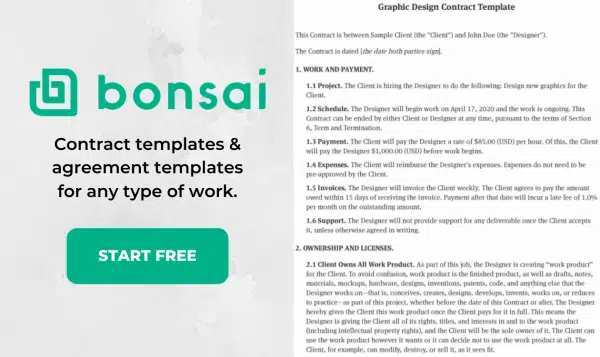 bonsai
Contract templates &
agreement templates
for any type of work.
START FREE
Graphic Design Contract Template
This Contract is between Sample Client (the "Client") and John Doe (the "Designer").
The Contract is dated [the date both parties sign].
1. WORK AND PAYMENT.
1.1 Project. The Client is hiring the Designer to do the following: Design new graphics for the
Client.
1.2 Schedule. The Designer will begin work on April 17, 2020 and the work is ongoing. This
Contract can be ended by either Client or Designer at any time, pursuant to the terms of Section
6, Term and Termination.
1.3 Payment. The Client will pay the Designer a rate of $85.00 (USD) per hour. Of this, the Client
will pay the Designer $1,000.00 (USD) before work begins.
1.4 Expenses. The Client will reimburse the Designer's expenses. Expenses do not need to be
pre-approved by the Client.
1.5 Invoices. The Designer will invoice the Client weekly. The Client agrees to pay the amount
owed within 15 days of receiving the invoice. Payment after that date will incur a late fee of 1.0%
per month on the outstanding amount.
1.6 Support. The Designer will not provide support for any deliverable once the Client accepts
it, unless otherwise agreed in writing.
2. OWNERSHIP AND LICENSES.
2.1 Client Owns All Work Product. As part of this job, the Designer is creating "work product"
for the Client. To avoid confusion, work product is the finished product, as well as drafts, notes,
materials, mockups, hardware, designs, inventions, patents, code, and anything else that the
Designer works on—that is, conceives, creates, designs, develops, invents, works on, or reduces
to practice—as part of this project, whether before the date of this Contract or after. The Designer
hereby gives the Client this work product once the Client pays for it in full. This means the
Designer is giving the Client all of its rights, titles, and interests in and to the work product
(including intellectual property rights), and the Client will be the sole owner of it. The Client can
use the work product however it wants or it can decide not to use the work product at all. The
Client, for example, can modify, destroy, or sell it, as it sees fit.